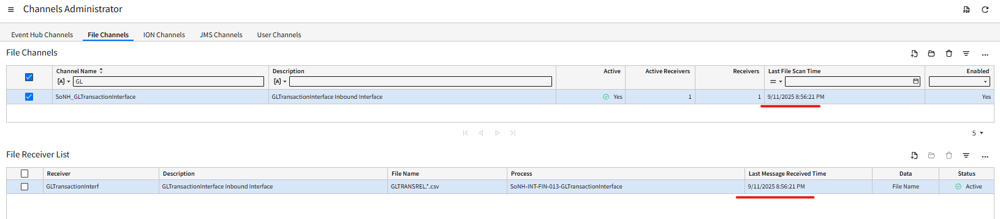 Channels Administrator
PDF
Event Hub Channels File Channels ION Channels JMS Channels User Channels
File Channels
Channel Name Description Active Active Receivers Receivers Last File Scan Time Enabled
[A] GL [A] =
SoNH_GLTransactionInterface GLTransactionInterface Inbound Interface Yes 1 1 9/11/2025 8:56:21 PM Yes
5
File Receiver List
Receiver Description File Name Process Last Message Received Time Data Status
GLTransactionInterf GLTransactionInterface Inbound Interface GLTRANSREL.*.csv SoNH-INT-FIN-013-GLTransactionInterface 9/11/2025 8:56:21 PM File Name Active